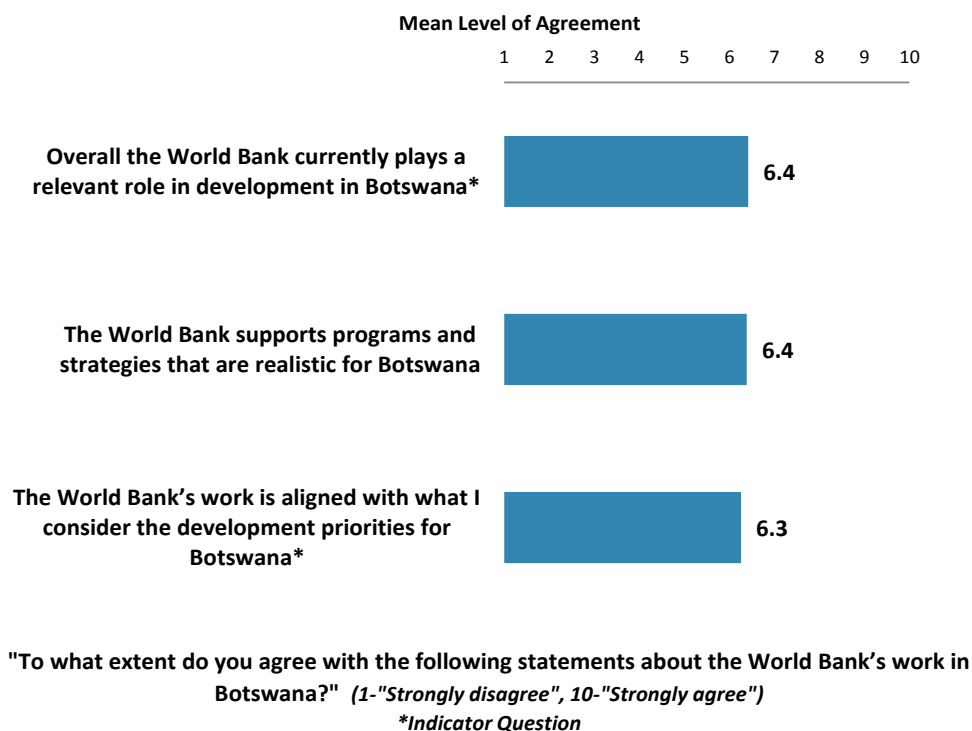 Mean Level of Agreement
1 2 3 4 5 6 7 8 9 10
Overall the World Bank currently plays a
relevant role in development in Botswana*
6.4
The World Bank supports programs and
strategies that are realistic for Botswana
6.4
The World Bank’s work is aligned with what I
consider the development priorities for
Botswana*
6.3
"To what extent do you agree with the following statements about the World Bank’s work in
Botswana?" (1-"Strongly disagree", 10-"Strongly agree")
*Indicator Question